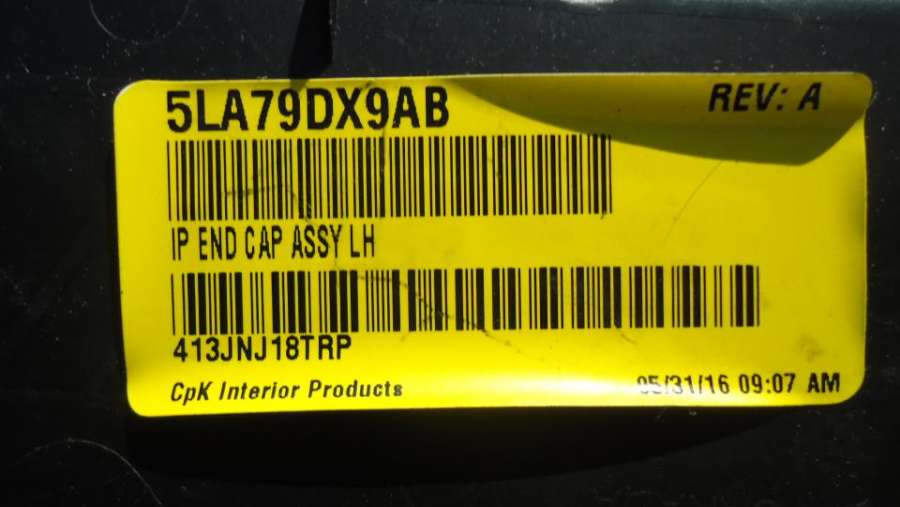 5LA79DX9AB REV: A
IP END CAP ASSY LH
413JNJ18TRP
CpK Interior Products 05/31/16 09:07 AM